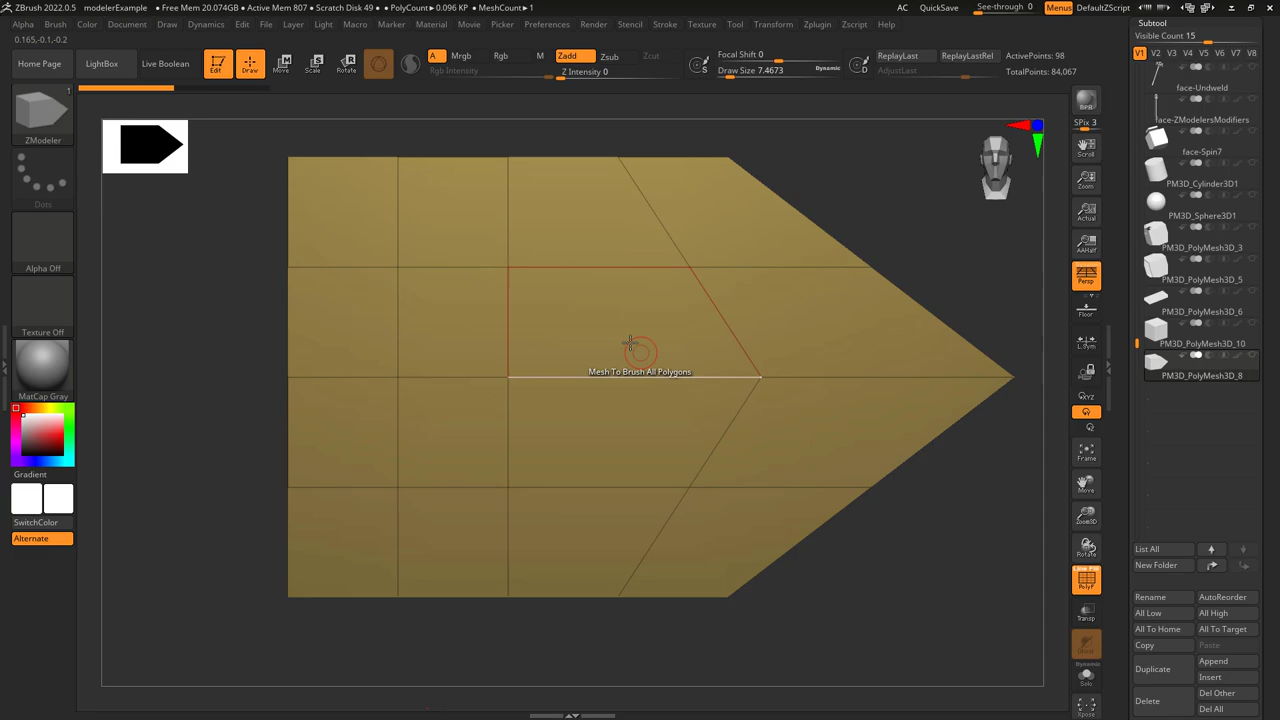 ZBrush 2022.0.5 modelerExample • Free Mem 20.074GB • Active Mem 807 • Scratch Disk 49 • PolyCount►0.096 KP • MeshCount►1
AC QuickSave See-through 0 Menus DefaultZScript
Alpha Brush Color Document Draw Dynamics Edit File Layer Light Macro Marker Material Movie Picker Preferences Render Stencil Stroke Texture Tool Transform Zplugin Zscript Help
0.165,-0.1,-0.2
Home Page LightBox Live Boolean
Edit Draw Move Scale Rotate
A Mrgb Rgb M
Rgb Intensity
Zadd Zsub Zcut
Z Intensity 0
Focal Shift 0
Draw Size 7.4673 Dynamic
S
D
ReplayLast ReplayLastRel
AdjustLast
ActivePoints: 98
TotalPoints: 84,067
1
ZModeler
Dots
Alpha Off
Texture Off
MatCap Gray
Gradient
SwitchColor
Alternate
Mesh To Brush All Polygons
BPR
SPix 3
Scroll
Zoom
Actual
AAHalf
Persp
Floor
L.Sym
XYZ
Y
Z
Frame
Move
Zoom3D
Rotate
Line Fill
PolyF
Transp
Ghost
Dynamic
Solo
Xpose
Subtool
Visible Count 15
V1 V2 V3 V4 V5 V6 V7 V8
face-Undweld
face-ZModelersModifiers
face-Spin7
PM3D_Cylinder3D1
PM3D_Sphere3D1
PM3D_PolyMesh3D_3
PM3D_PolyMesh3D_5
PM3D_PolyMesh3D_6
PM3D_PolyMesh3D_10
PM3D_PolyMesh3D_8
List All
New Folder
Rename AutoReorder
All Low All High
All To Home All To Target
Copy Paste
Duplicate Append
Insert
Delete Del Other
Del All